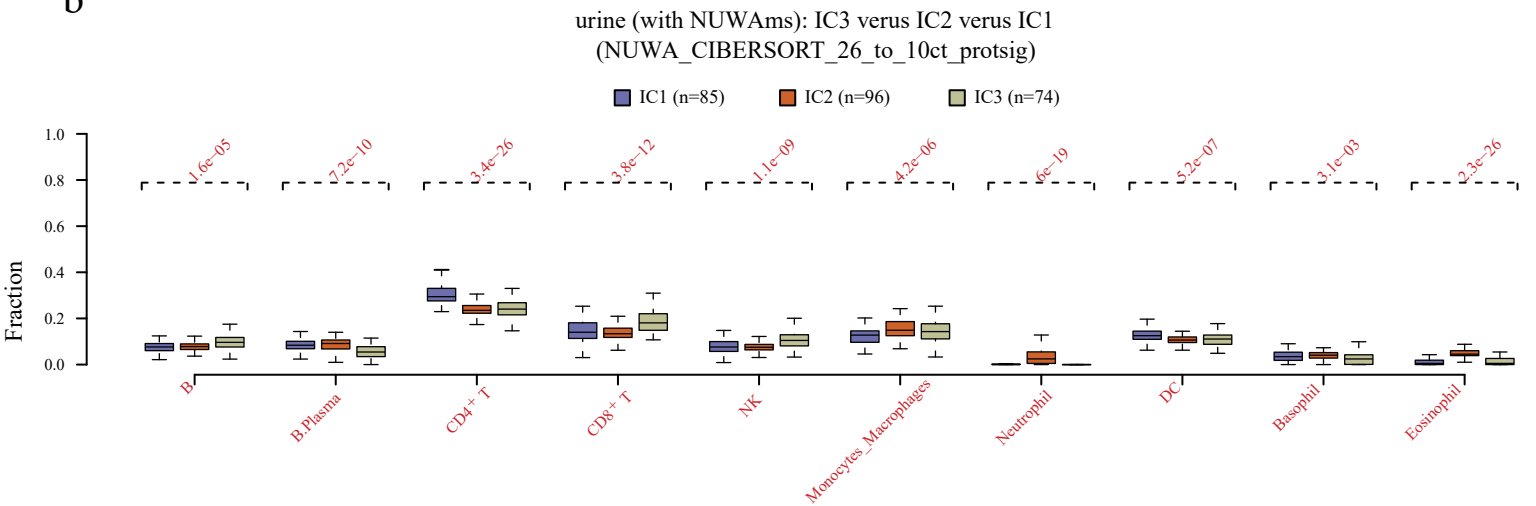 b
urine (with NUWAms): IC3 verus IC2 verus IC1
(NUWA_CIBERSORT_26_to_10ct_protsig)
IC1 (n=85) IC2 (n=96) IC3 (n=74)
Fraction
1.0
0.8
0.6
0.4
0.2
0.0
1.6e−05 7.2e−10 3.4e−26 3.8e−12 1.1e−09 4.2e−06 6e−19 5.2e−07 3.1e−03 2.3e−26
B B.Plasma CD4⁺ T CD8⁺ T NK Monocytes_Macrophages Neutrophil DC Basophil Eosinophil